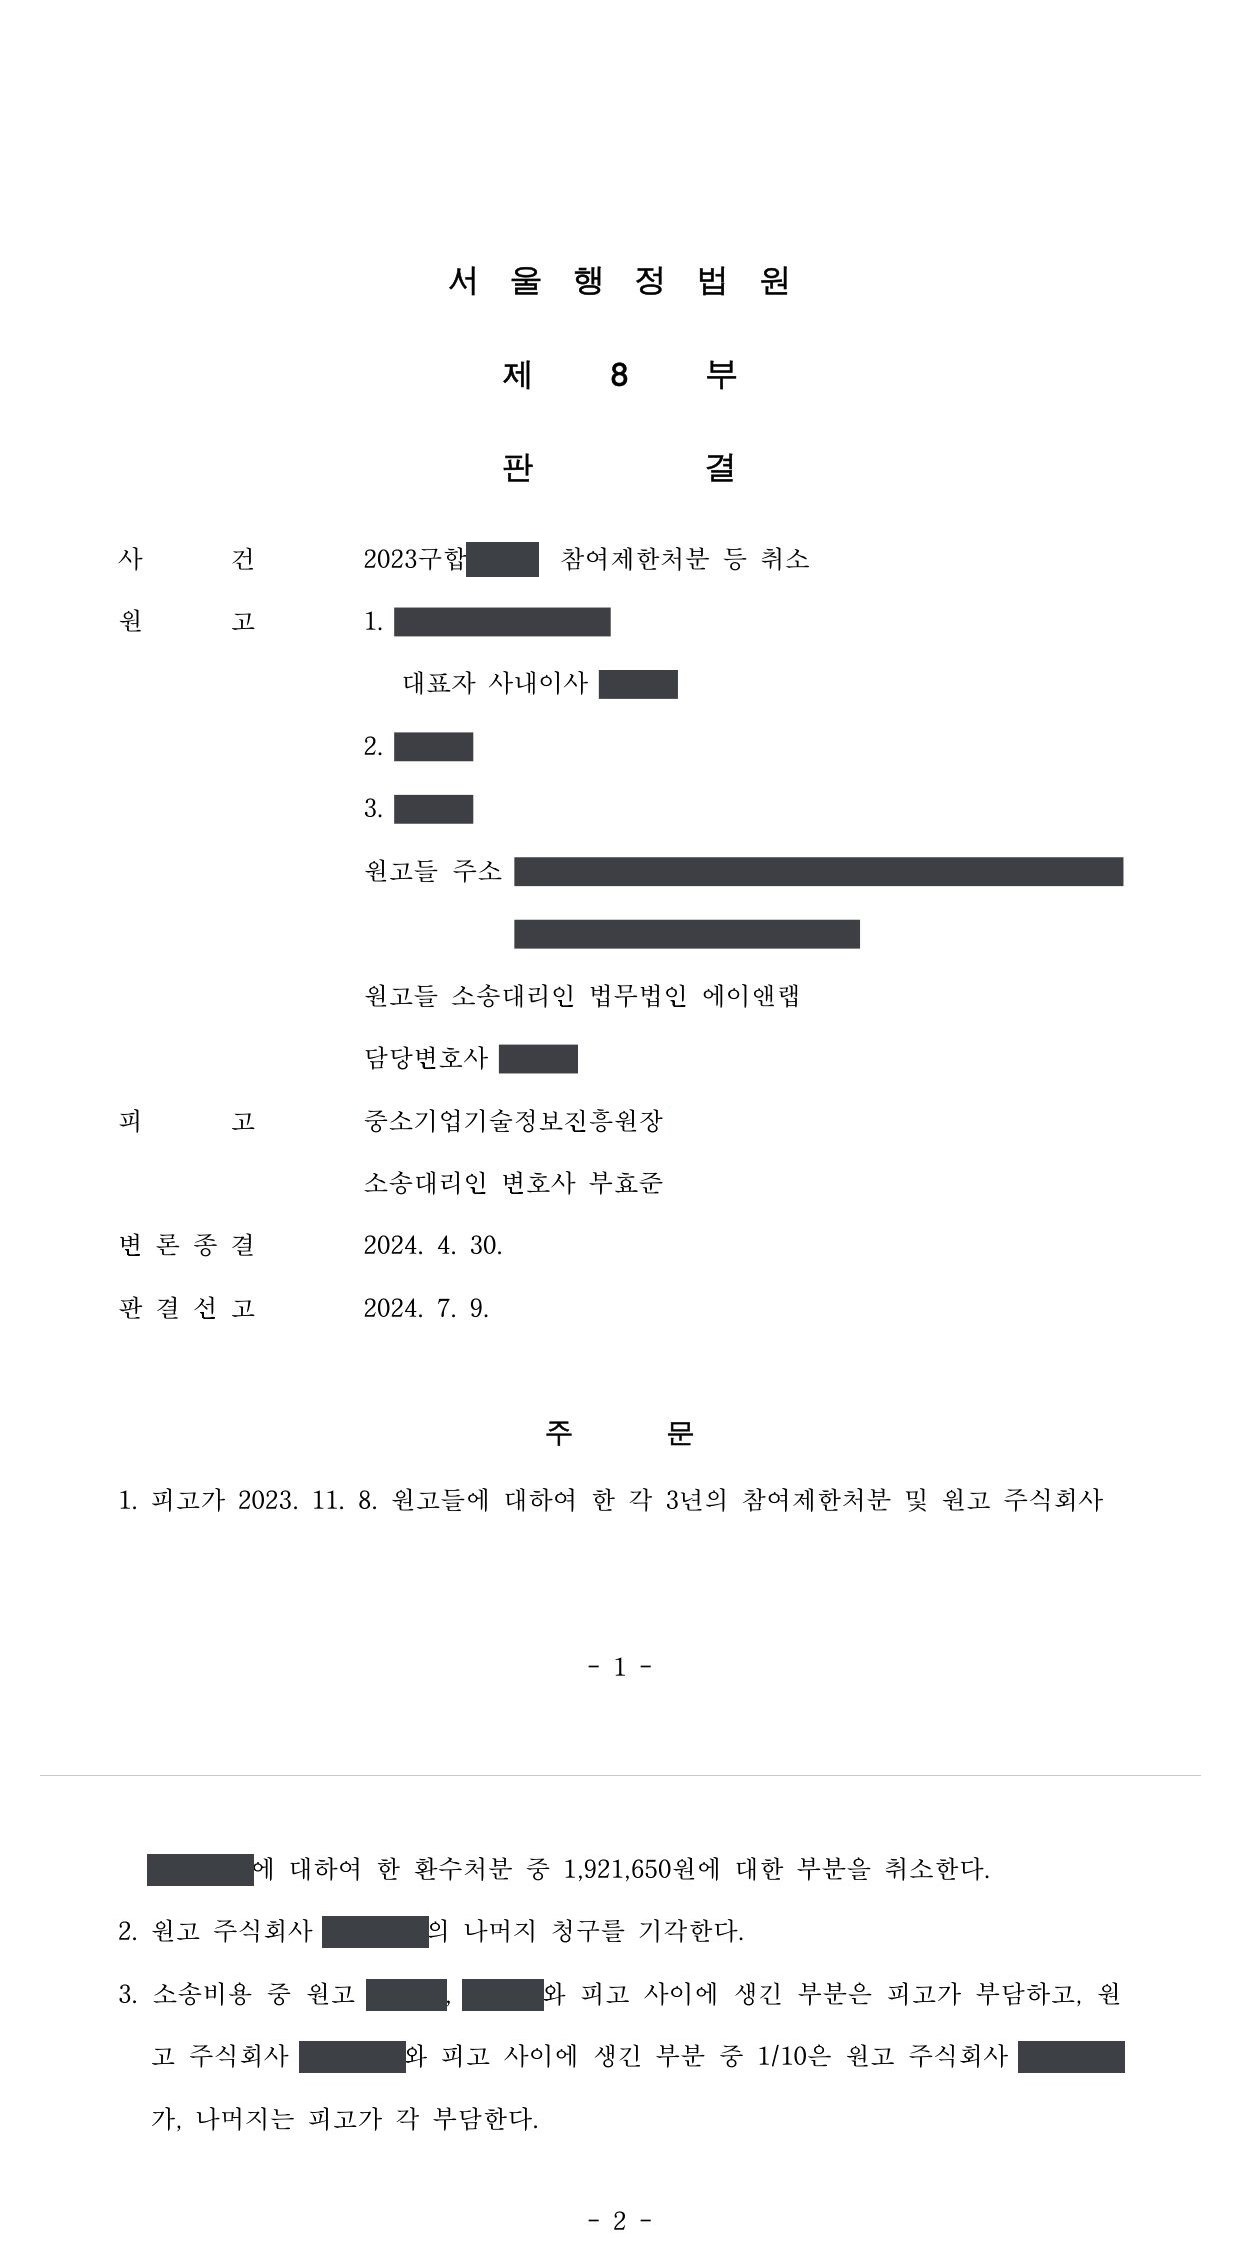 서 울 행 정 법 원
제 8 부
판 결
사 건 2023구합 참여제한처분 등 취소
원 고 1.
대표자 사내이사
2.
3.
원고들 주소
원고들 소송대리인 법무법인 에이앤랩
담당변호사
피 고 중소기업기술정보진흥원장
소송대리인 변호사 부효준
변 론 종 결 2024. 4. 30.
판 결 선 고 2024. 7. 9.
주 문
1. 피고가 2023. 11. 8. 원고들에 대하여 한 각 3년의 참여제한처분 및 원고 주식회사
- 1 -
에 대하여 한 환수처분 중 1,921,650원에 대한 부분을 취소한다.
2. 원고 주식회사 의 나머지 청구를 기각한다.
3. 소송비용 중 원고 , 와 피고 사이에 생긴 부분은 피고가 부담하고, 원
고 주식회사 와 피고 사이에 생긴 부분 중 1/10은 원고 주식회사
가, 나머지는 피고가 각 부담한다.
- 2 -